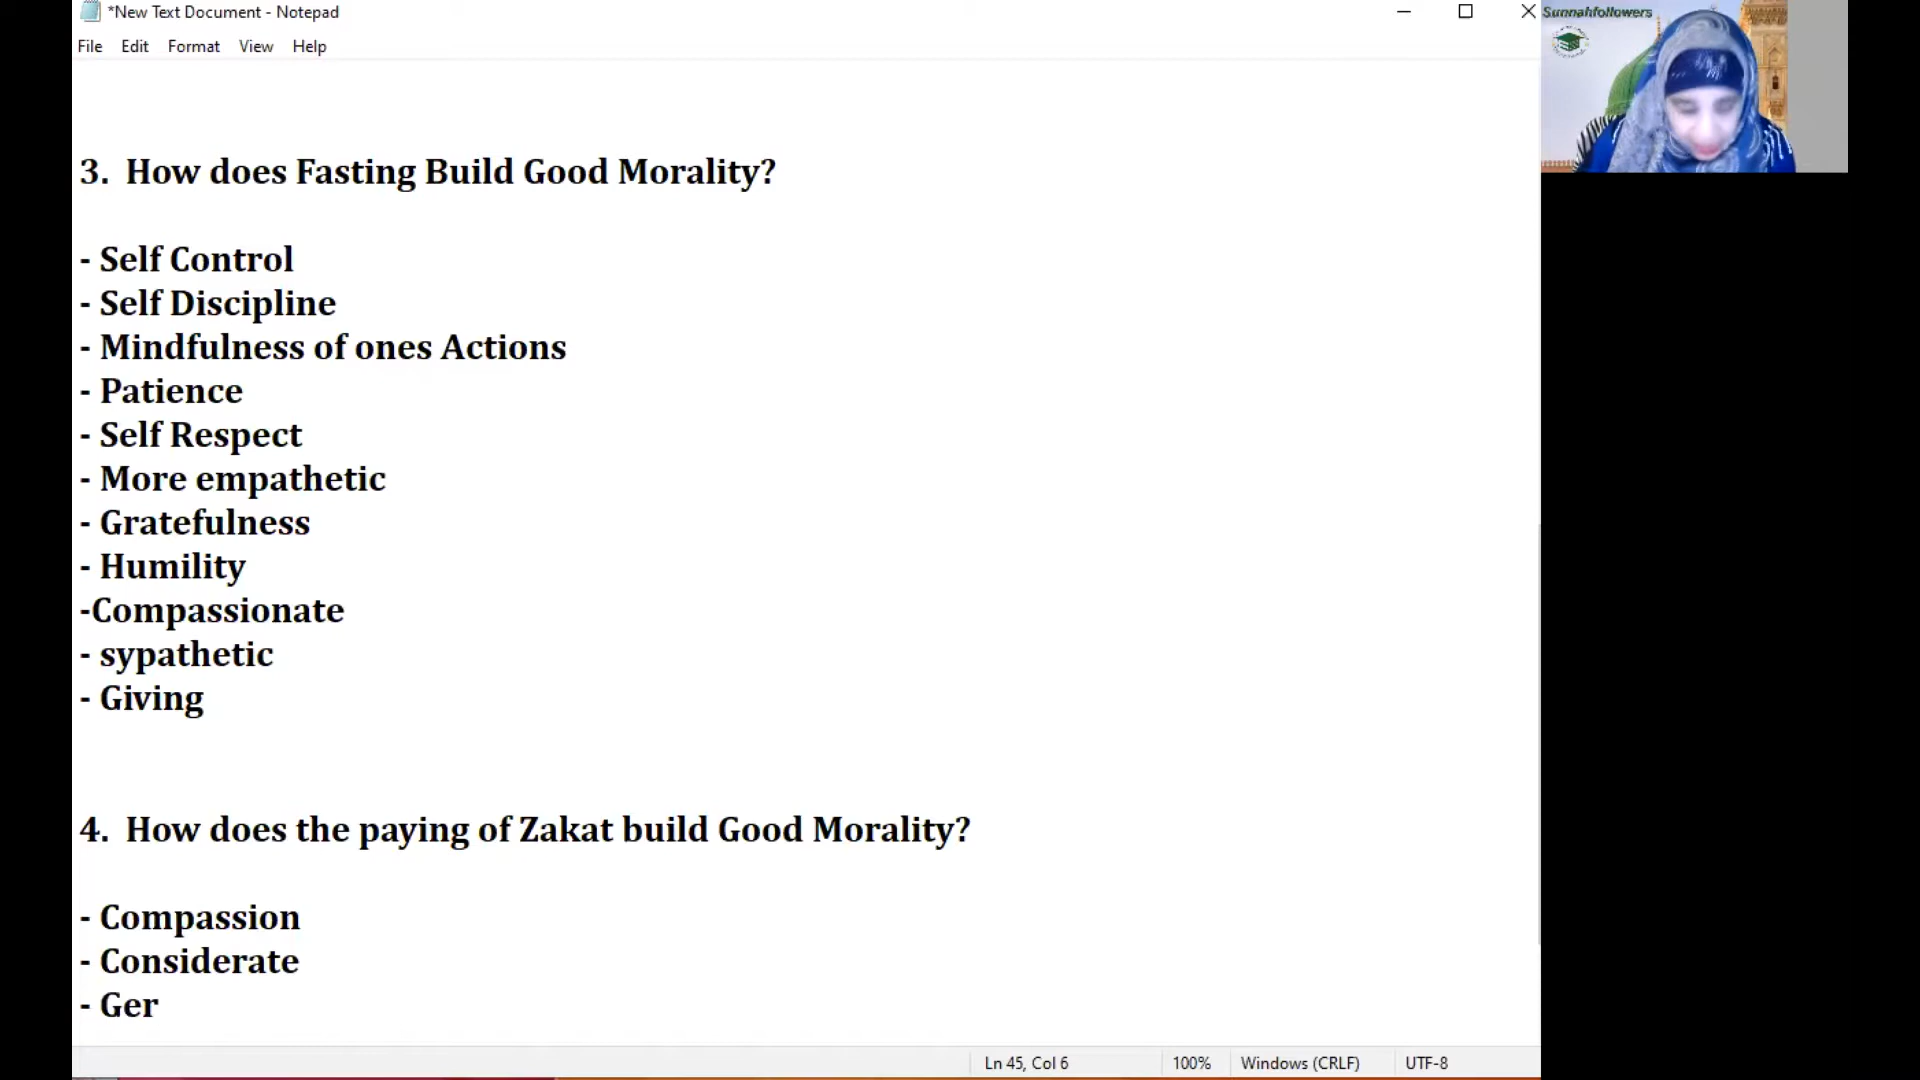 *New Text Document - Notepad
File Edit Format View Help
Sunnahfollowers
3. How does Fasting Build Good Morality?
- Self Control
- Self Discipline
- Mindfulness of ones Actions
- Patience
- Self Respect
- More empathetic
- Gratefulness
- Humility
-Compassionate
- sypathetic
- Giving
4. How does the paying of Zakat build Good Morality?
- Compassion
- Considerate
- Ger
Ln 45, Col 6 100% Windows (CRLF) UTF-8